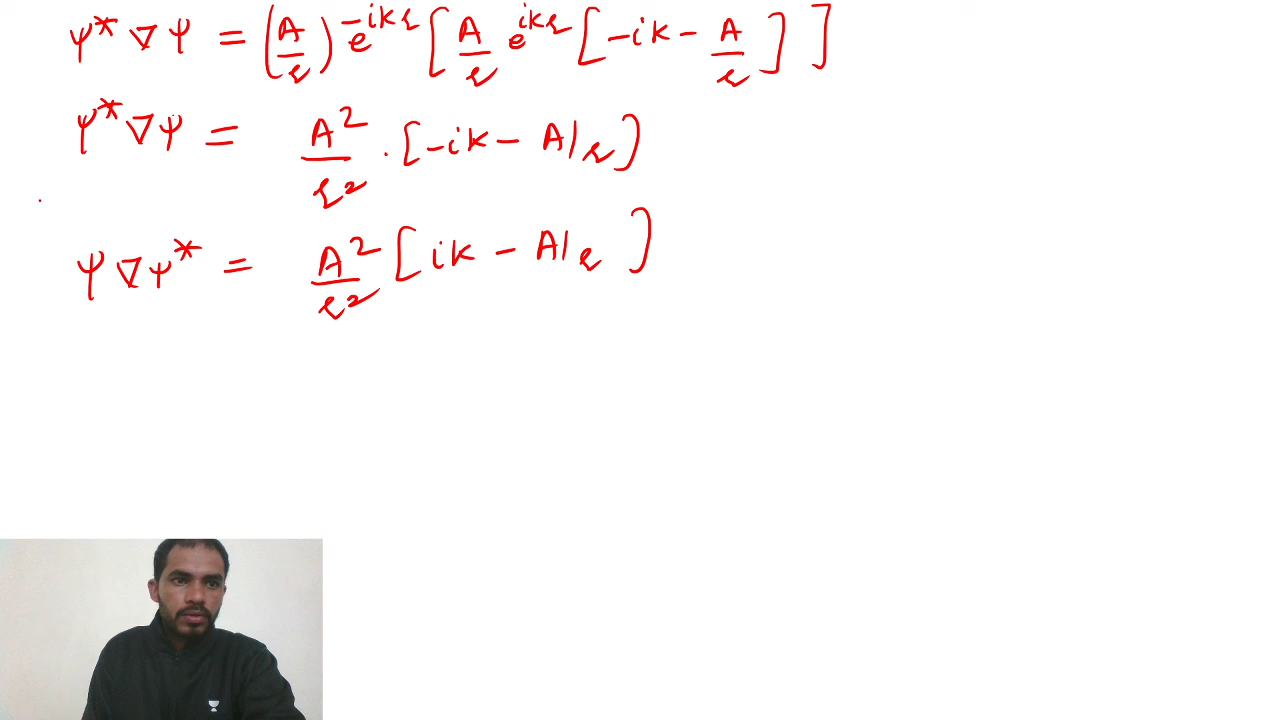 ψ* ∇ ψ = (A/r) e^{-ikr} [ A/r e^{ikr} [ -ik - A/r ] ]
ψ* ∇ ψ = A²/r² · [ -ik - A/r ]
ψ ∇ ψ* = A²/r² [ ik - A/r ]